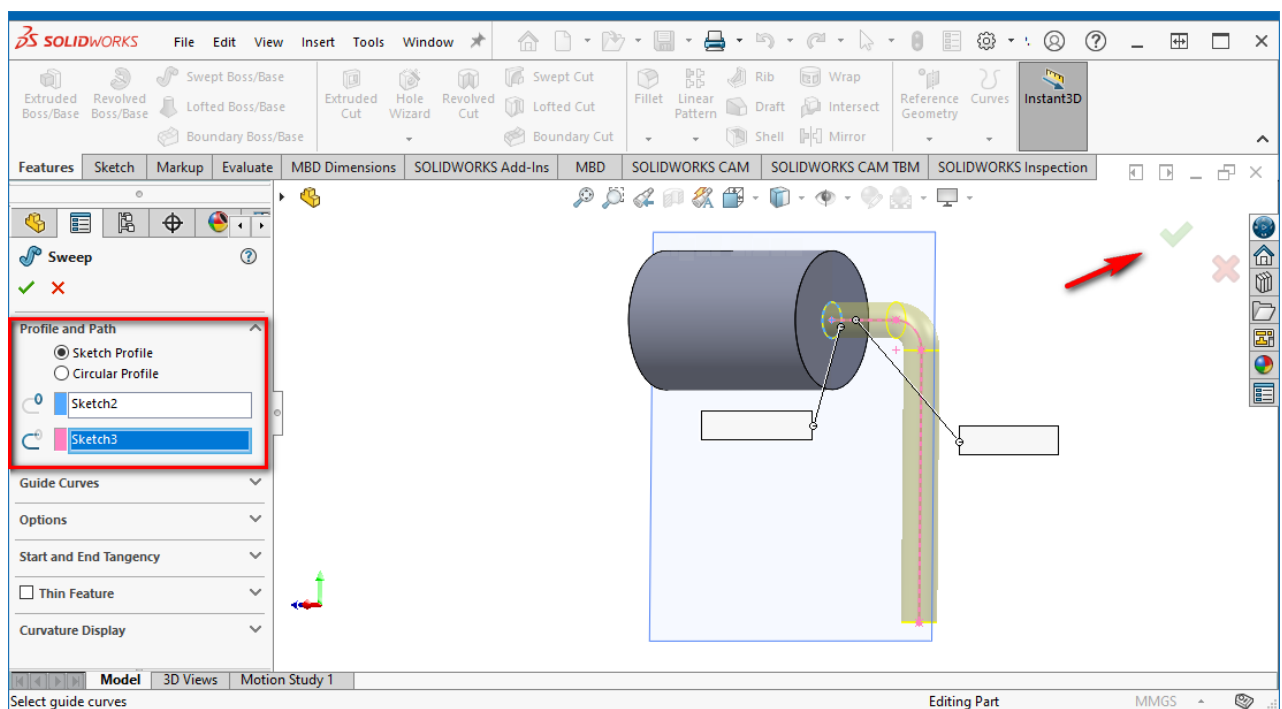 SOLIDWORKS File Edit View Insert Tools Window
Extruded Boss/Base
Revolved Boss/Base
Swept Boss/Base
Lofted Boss/Base
Boundary Boss/Base
Extruded Cut
Hole Wizard
Revolved Cut
Swept Cut
Lofted Cut
Boundary Cut
Fillet
Linear Pattern
Rib
Draft
Shell
Wrap
Intersect
Mirror
Reference Geometry
Curves
Instant3D
Features Sketch Markup Evaluate MBD Dimensions SOLIDWORKS Add-Ins MBD SOLIDWORKS CAM SOLIDWORKS CAM TBM SOLIDWORKS Inspection
Sweep
Profile and Path
Sketch Profile
Circular Profile
Sketch2
Sketch3
Guide Curves
Options
Start and End Tangency
Thin Feature
Curvature Display
Model 3D Views Motion Study 1
Select guide curves Editing Part MMGS